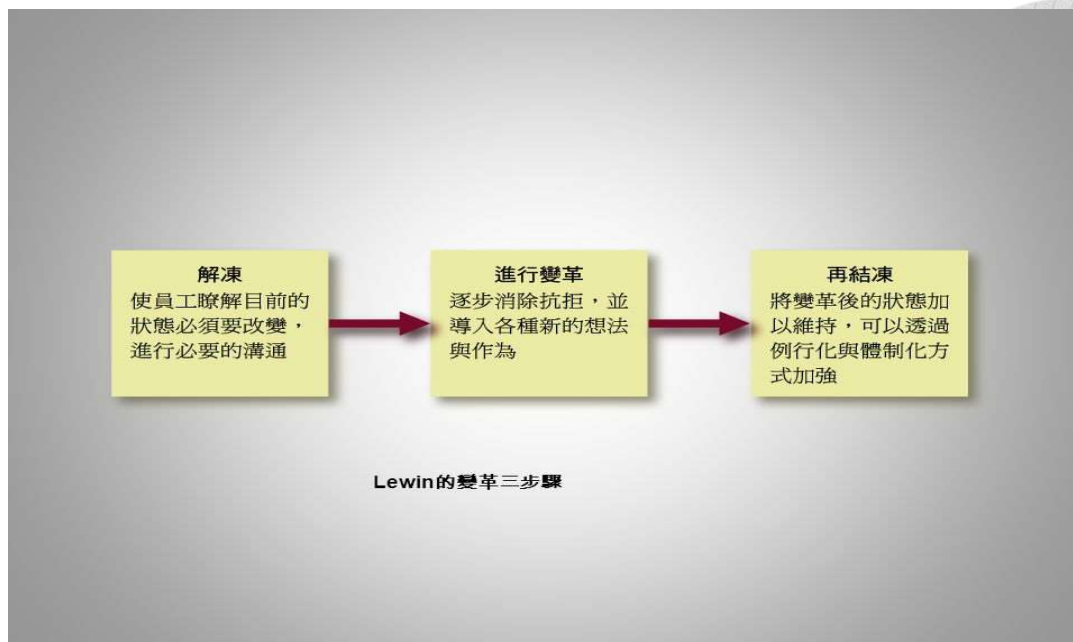 解凍
使員工瞭解目前的
狀態必須要改變，
進行必要的溝通
進行變革
逐步消除抗拒，並
導入各種新的想法
與作為
再結凍
將變革後的狀態加
以維持，可以透過
例行化與體制化方
式加強
Lewin的變革三步驟